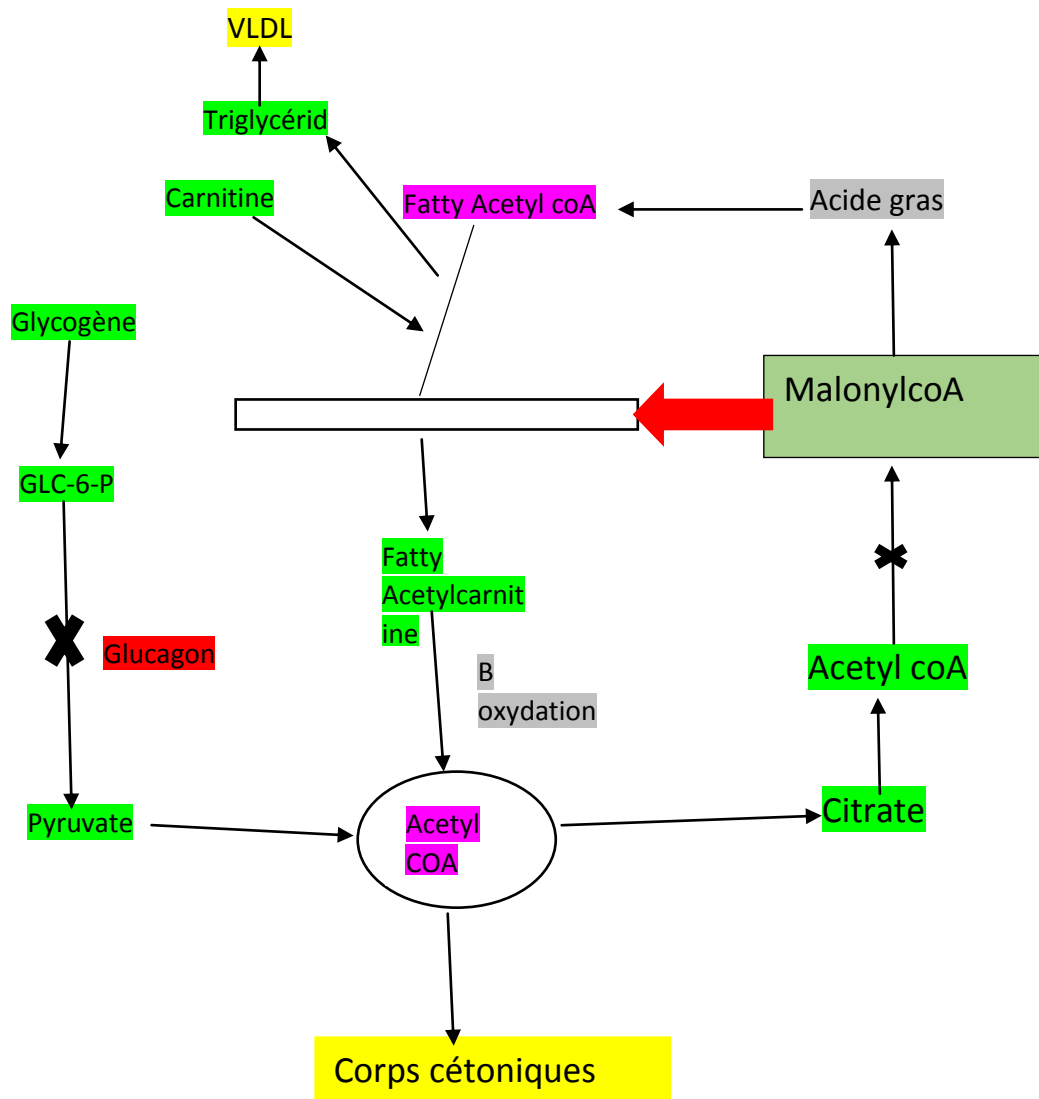 VLDL
Triglycérid
Carnitine
Fatty Acetyl coA
Acide gras
Glycogène
MalonylcoA
GLC-6-P
Fatty
Acetylcarnit
ine
Glucagon
B
oxydation
Acetyl coA
Pyruvate
Acetyl
COA
Citrate
Corps cétoniques